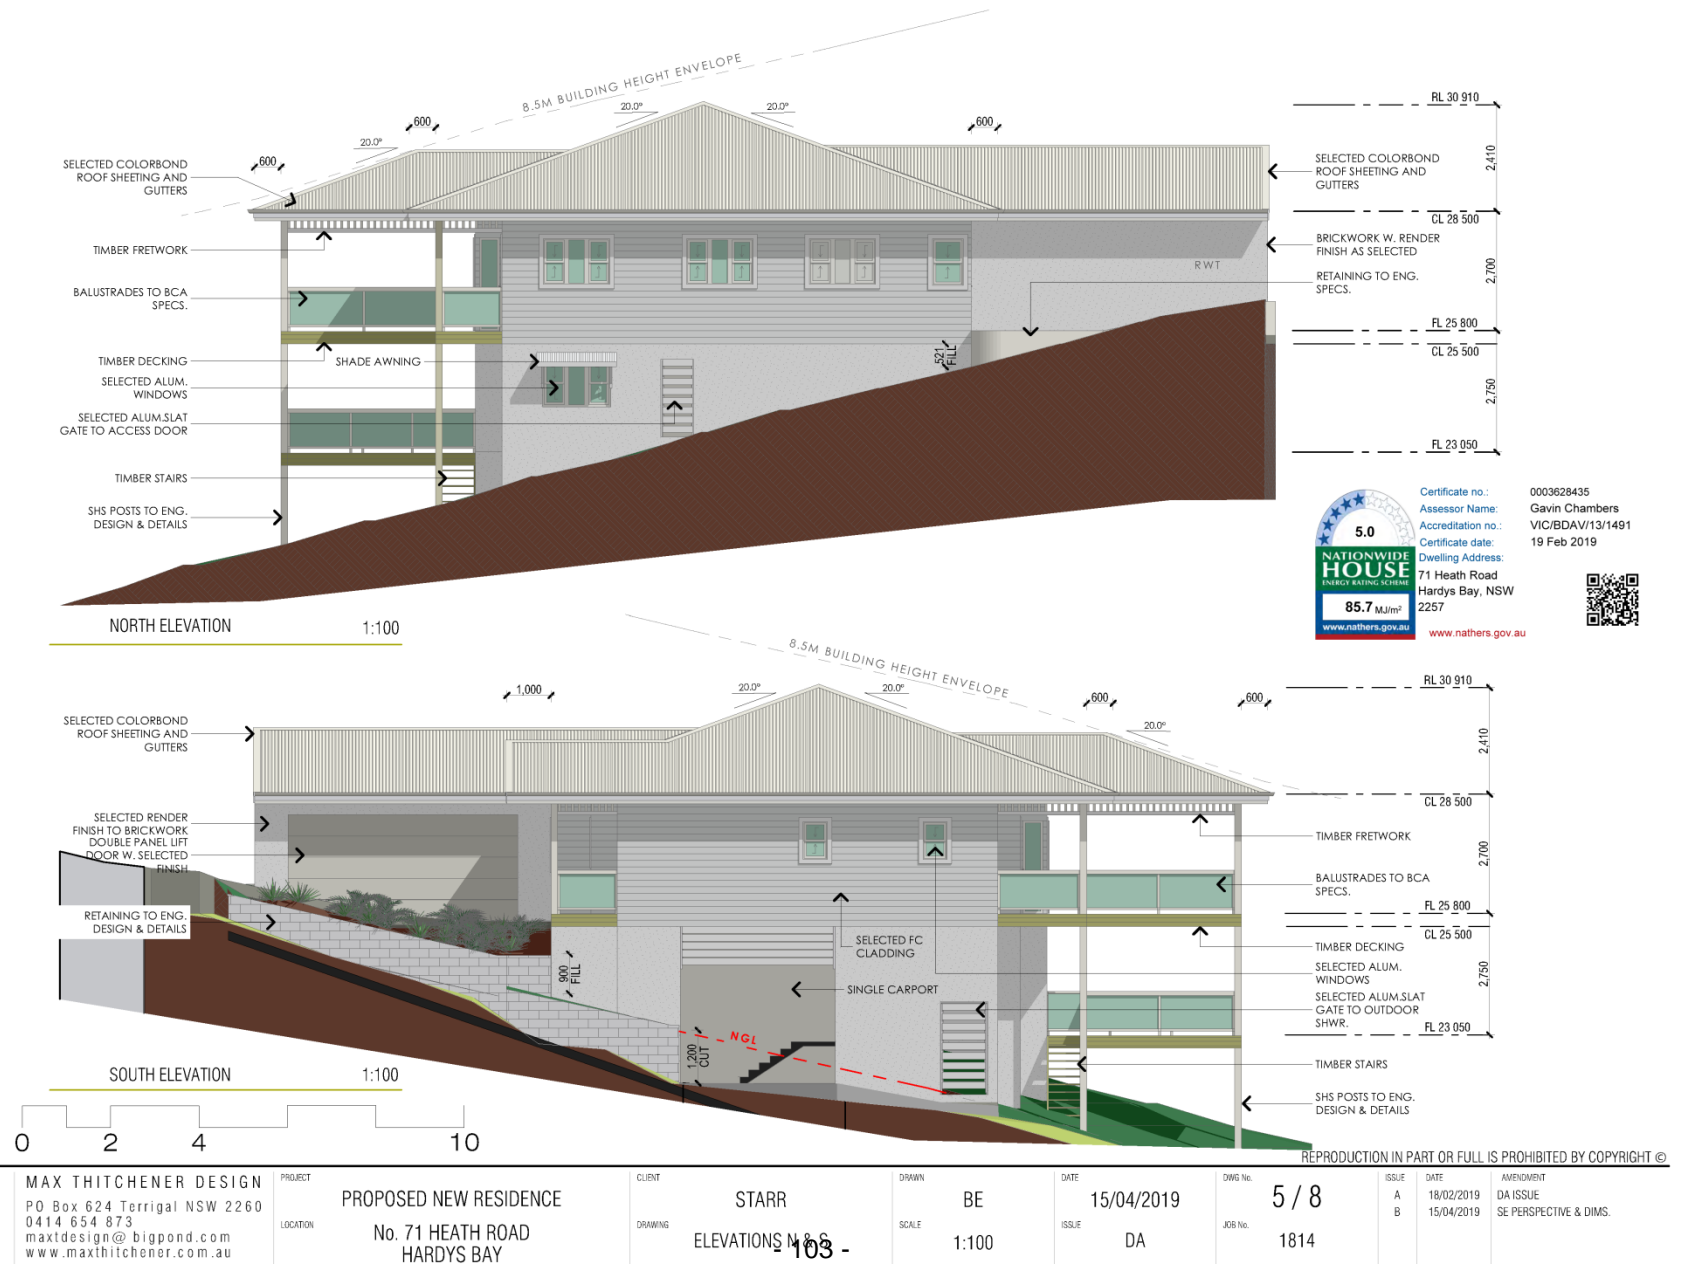 8.5M BUILDING HEIGHT ENVELOPE
20.0°
20.0°
20.0°
600
600
600
SELECTED COLORBOND
ROOF SHEETING AND
GUTTERS
TIMBER FRETWORK
BALUSTRADES TO BCA
SPECS.
TIMBER DECKING
SHADE AWNING
SELECTED ALUM.
WINDOWS
SELECTED ALUM.SLAT
GATE TO ACCESS DOOR
TIMBER STAIRS
SHS POSTS TO ENG.
DESIGN & DETAILS
521
FILL
RWT
SELECTED COLORBOND
ROOF SHEETING AND
GUTTERS
BRICKWORK W. RENDER
FINISH AS SELECTED
RETAINING TO ENG.
SPECS.
RL 30 910
2,410
CL 28 500
2,700
FL 25 800
CL 25 500
2,750
FL 23 050
NORTH ELEVATION
1:100
5.0
NATIONWIDE
HOUSE
ENERGY RATING SCHEME
85.7 MJ/m²
www.nathers.gov.au
Certificate no.: 0003628435
Assessor Name: Gavin Chambers
Accreditation no.: VIC/BDAV/13/1491
Certificate date: 19 Feb 2019
Dwelling Address:
71 Heath Road
Hardys Bay, NSW
2257
www.nathers.gov.au
8.5M BUILDING HEIGHT ENVELOPE
1,000
20.0°
20.0°
20.0°
600
600
SELECTED COLORBOND
ROOF SHEETING AND
GUTTERS
SELECTED RENDER
FINISH TO BRICKWORK
DOUBLE PANEL LIFT
DOOR W. SELECTED
FINISH
RETAINING TO ENG.
DESIGN & DETAILS
900
FILL
SELECTED FC
CLADDING
SINGLE CARPORT
NGL
1,200
CUT
RL 30 910
2,410
CL 28 500
2,700
FL 25 800
CL 25 500
2,750
FL 23 050
TIMBER FRETWORK
BALUSTRADES TO BCA
SPECS.
TIMBER DECKING
SELECTED ALUM.
WINDOWS
SELECTED ALUM.SLAT
GATE TO OUTDOOR
SHWR.
TIMBER STAIRS
SHS POSTS TO ENG.
DESIGN & DETAILS
SOUTH ELEVATION
1:100
0 2 4 10
REPRODUCTION IN PART OR FULL IS PROHIBITED BY COPYRIGHT ©
MAX THITCHENER DESIGN
PO Box 624 Terrigal NSW 2260
0414 654 873
maxtdesign@ bigpond.com
www.maxthitchener.com.au
PROJECT
PROPOSED NEW RESIDENCE
LOCATION
No. 71 HEATH ROAD
HARDYS BAY
CLIENT
STARR
DRAWING
ELEVATIONS N & S
- 103 -
DRAWN
BE
SCALE
1:100
DATE
15/04/2019
ISSUE
DA
DWG No.
5 / 8
JOB No.
1814
ISSUE DATE AMENDMENT
A 18/02/2019 DA ISSUE
B 15/04/2019 SE PERSPECTIVE & DIMS.